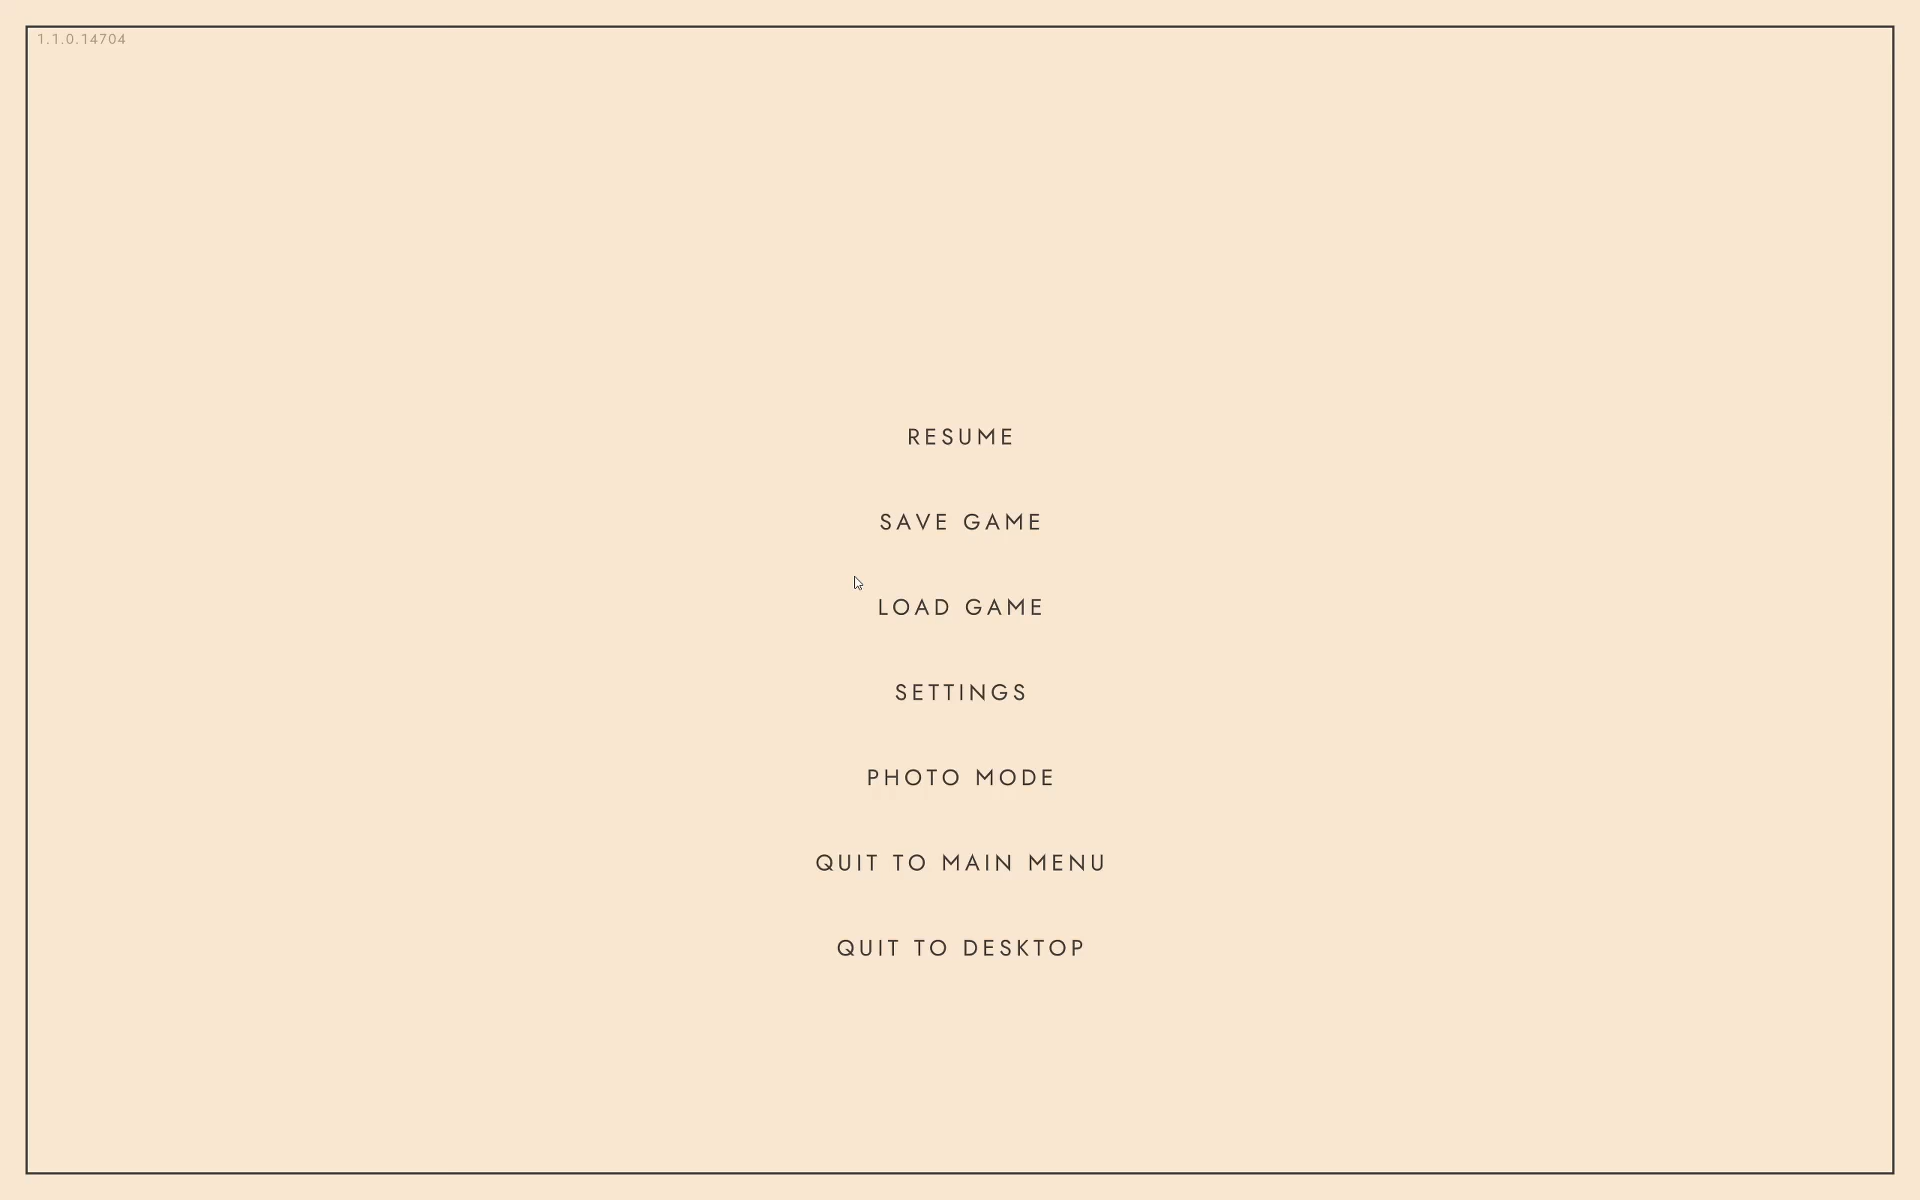 1.1.0.14704
RESUME
SAVE GAME
LOAD GAME
SETTINGS
PHOTO MODE
QUIT TO MAIN MENU
QUIT TO DESKTOP